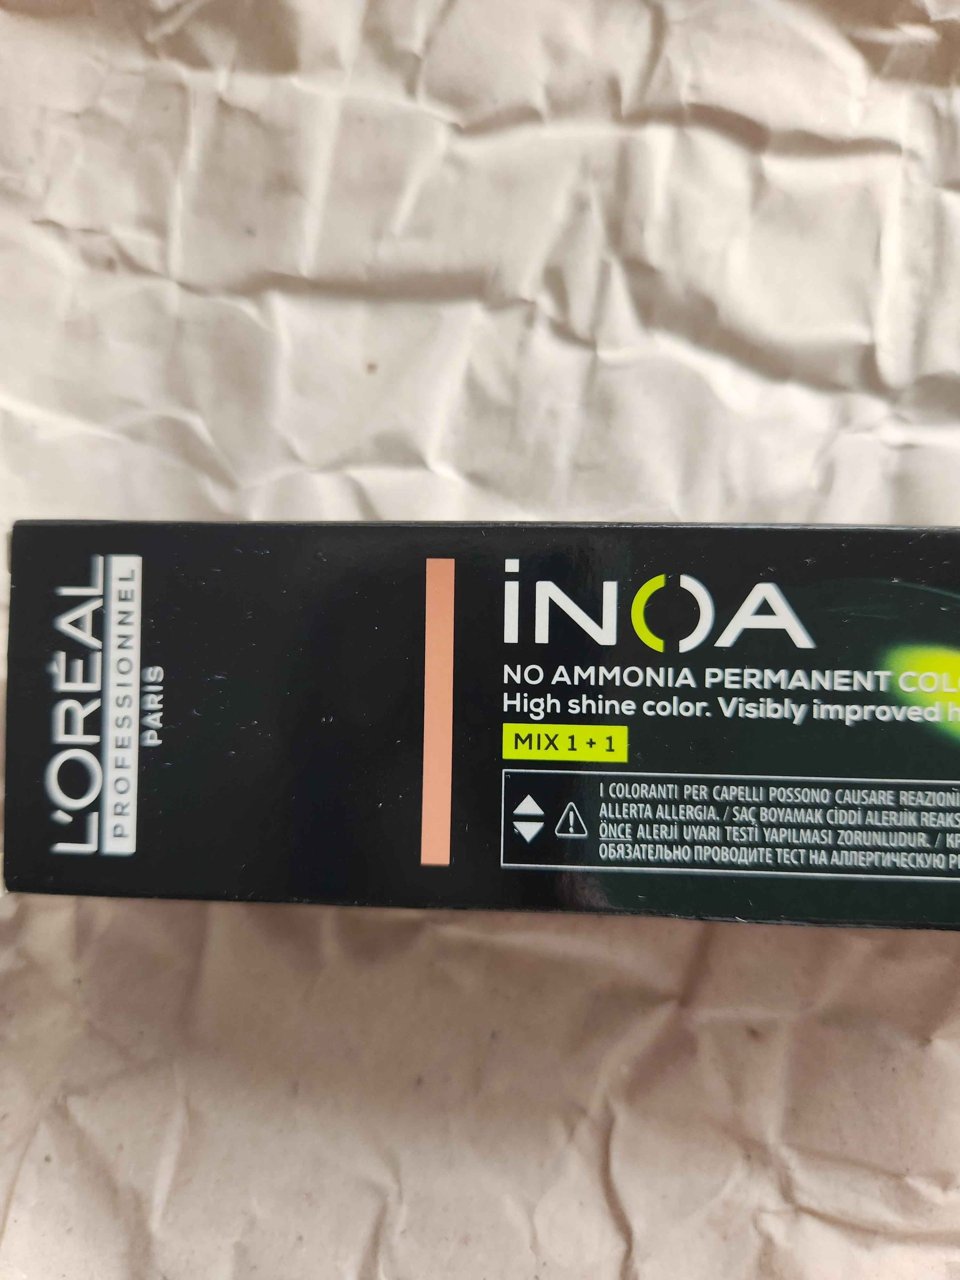 L'ORÉAL
PROFESSIONNEL
PARIS
iNOA
NO AMMONIA PERMANENT
High shine color. Visibly improved
MIX 1 + 1
I COLORANTI PER CAPELLI POSSONO CAUSARE REAZIONI
ALLERTA ALLERGIA. / SAÇ BOYAMAK CİDDİ ALERJİK
ÖNCE ALERJİ UYARI TESTİ YAPILMASI ZORUNLUDUR. /
ОБЯЗАТЕЛЬНО ПРОВОДИТЕ ТЕСТ НА АЛЛЕРГИЧЕСКУЮ